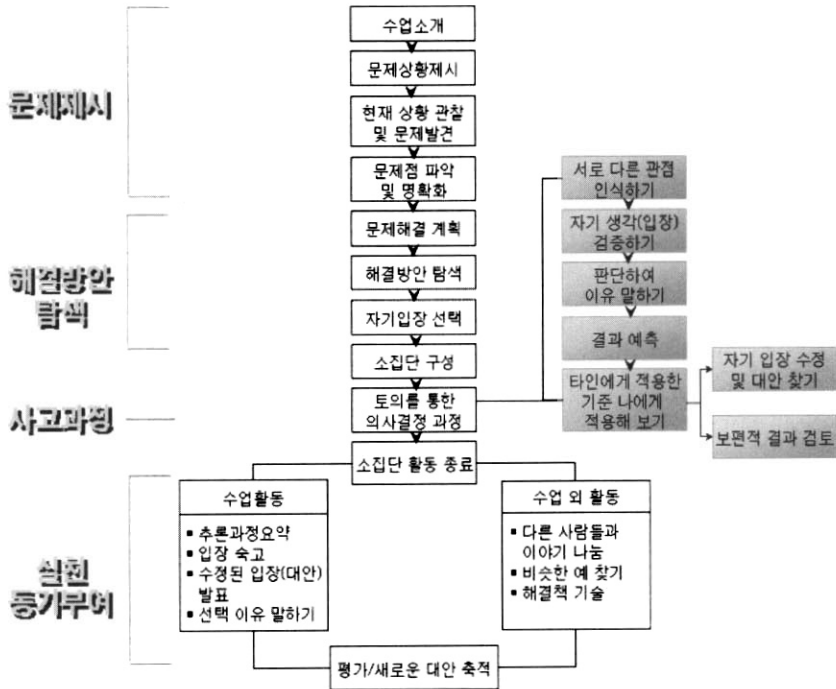 수업소개
문제상황제시
현재 상황 관찰
및 문제발견
문제점 파악
및 명확화
문제해결 계획
해결방안 탐색
자기입장 선택
소집단 구성
토의를 통한
의사결정 과정
소집단 활동 종료
문제제시
해결방안
탐색
사고과정
실천
동기부여
서로 다른 관점
인식하기
자기 생각(입장)
검증하기
판단하여
이유 말하기
결과 예측
타인에게 적용한
기준 나에게
적용해 보기
자기 입장 수정
및 대안 찾기
보편적 결과 검토
수업활동
▪ 추론과정요약
▪ 입장 숙고
▪ 수정된 입장(대안)
발표
▪ 선택 이유 말하기
수업 외 활동
▪ 다른 사람들과
이야기 나눔
▪ 비슷한 예 찾기
▪ 해결책 기술
평가/새로운 대안 축적